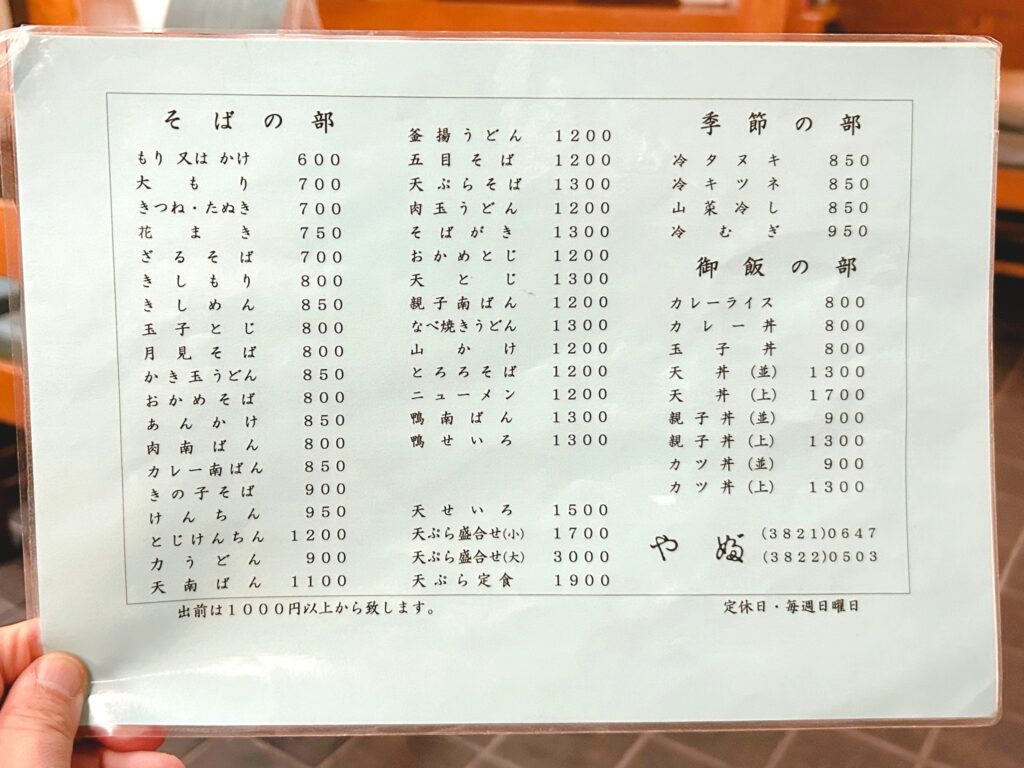 そばの部
もり又はかけ 600
大もり 700
きつね・たぬき 700
花まき 750
ざるそば 700
きしもり 800
きしめん 850
玉子とじ 800
月見そば 800
かき玉うどん 850
おかめそば 800
あんかけ 850
肉南ばん 800
カレー南ばん 850
きの子そば 900
けんちん 950
とじけんちん 1200
力うどん 900
天南ばん 1100
釜揚うどん 1200
五目そば 1200
天ぷらそば 1300
肉玉うどん 1200
そばがき 1300
おかめとじ 1200
天とじ 1300
親子南ばん 1200
なべ焼きうどん 1300
山かけ 1200
とろろそば 1200
ニューメン 1200
鴨南ばん 1300
鴨せいろ 1300
天せいろ 1500
天ぷら盛合せ(小) 1700
天ぷら盛合せ(大) 3000
天ぷら定食 1900
季節の部
冷タヌキ 850
冷キツネ 850
山菜冷し 850
冷むぎ 950
御飯の部
カレーライス 800
カレー丼 800
玉子丼 800
天丼(並) 1300
天丼(上) 1700
親子丼(並) 900
親子丼(上) 1300
カツ丼(並) 900
カツ丼(上) 1300
や (3821)0647
(3822)0503
出前は1000円以上から致します。
定休日・毎週日曜日